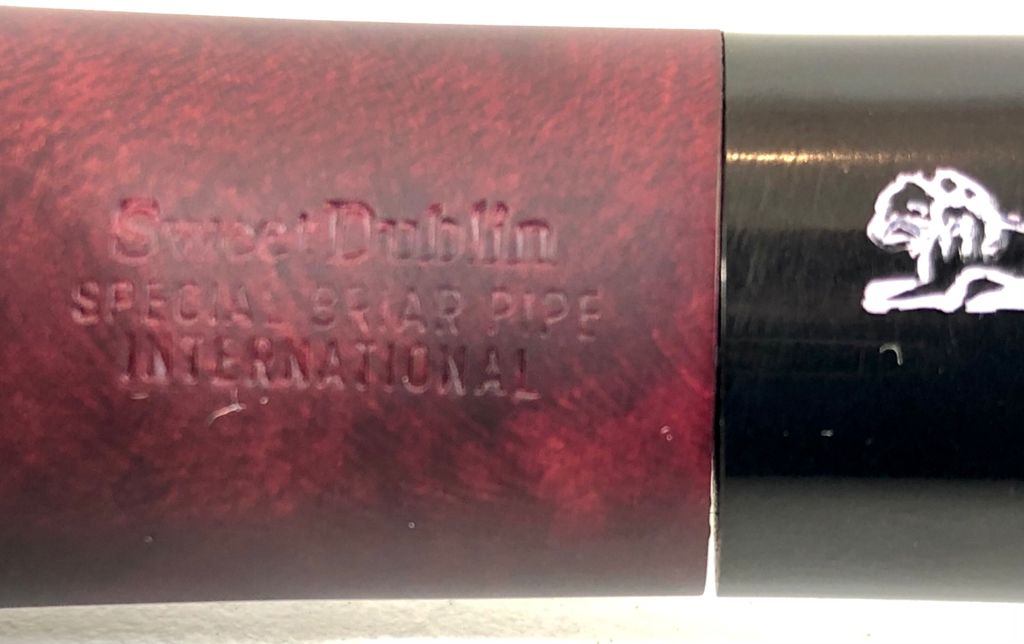 Sweet Dublin
SPECIAL BRIAR PIPE
INTERNATIONAL